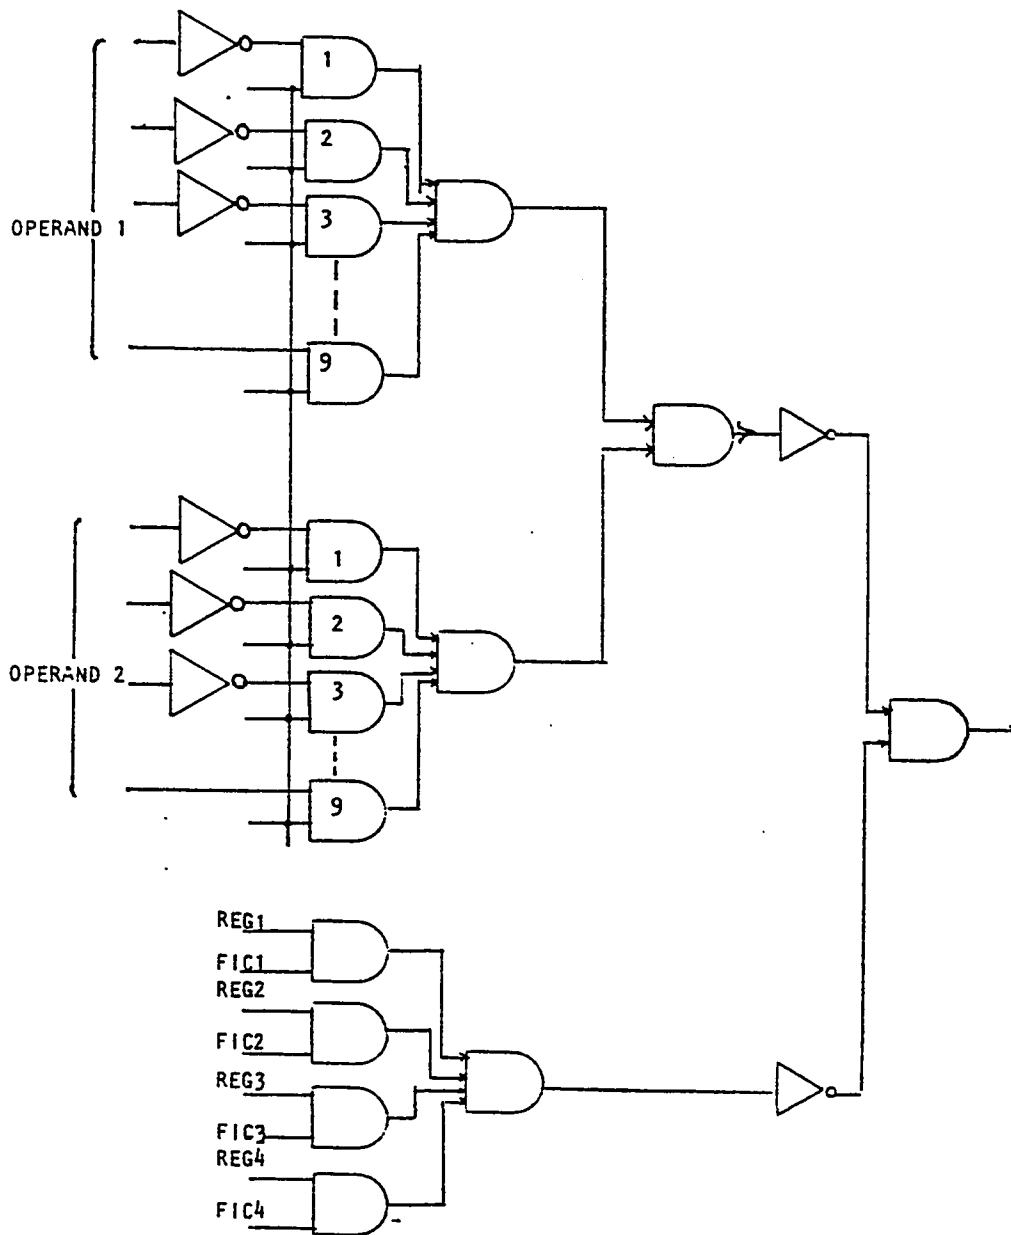 1
2
3
OPERAND 1
9
1
2
OPERAND 2
3
9
REG1
FIC1
REG2
FIC2
REG3
FIC3
REG4
FIC4